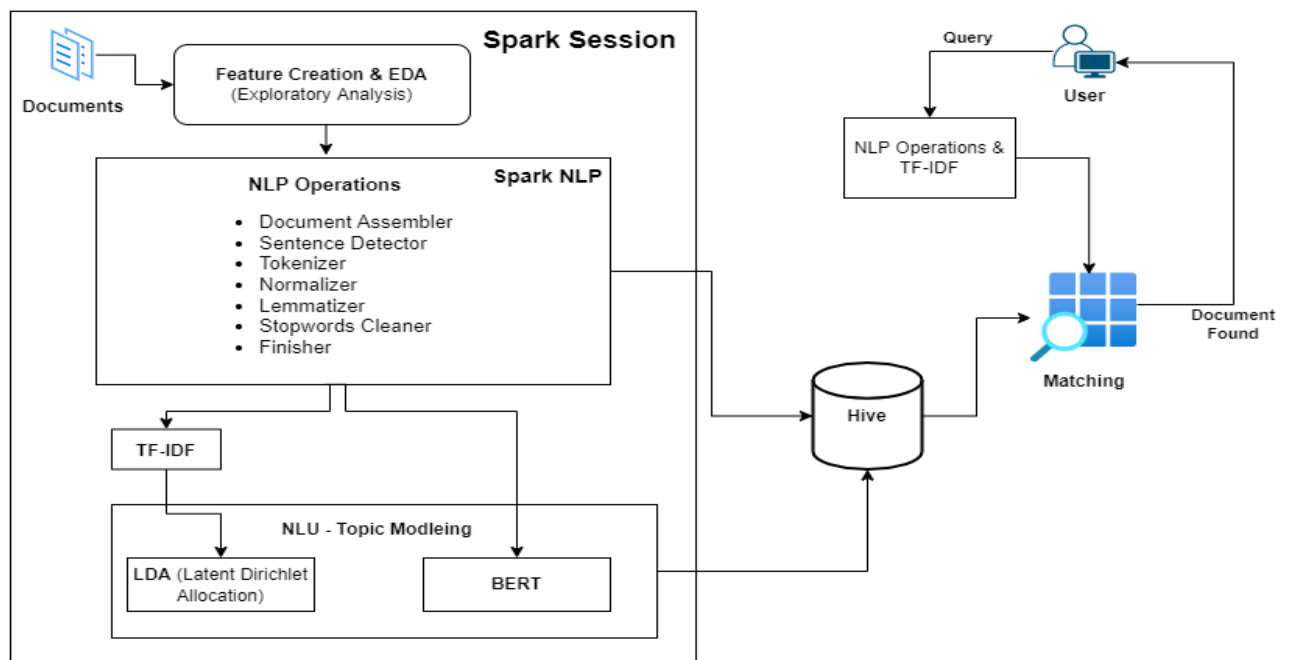 Spark Session
Documents
Feature Creation & EDA
(Exploratory Analysis)
Spark NLP
NLP Operations
• Document Assembler
• Sentence Detector
• Tokenizer
• Normalizer
• Lemmatizer
• Stopwords Cleaner
• Finisher
TF-IDF
NLU - Topic Modleing
LDA (Latent Dirichlet
Allocation)
BERT
Hive
Query
User
NLP Operations &
TF-IDF
Matching
Document
Found